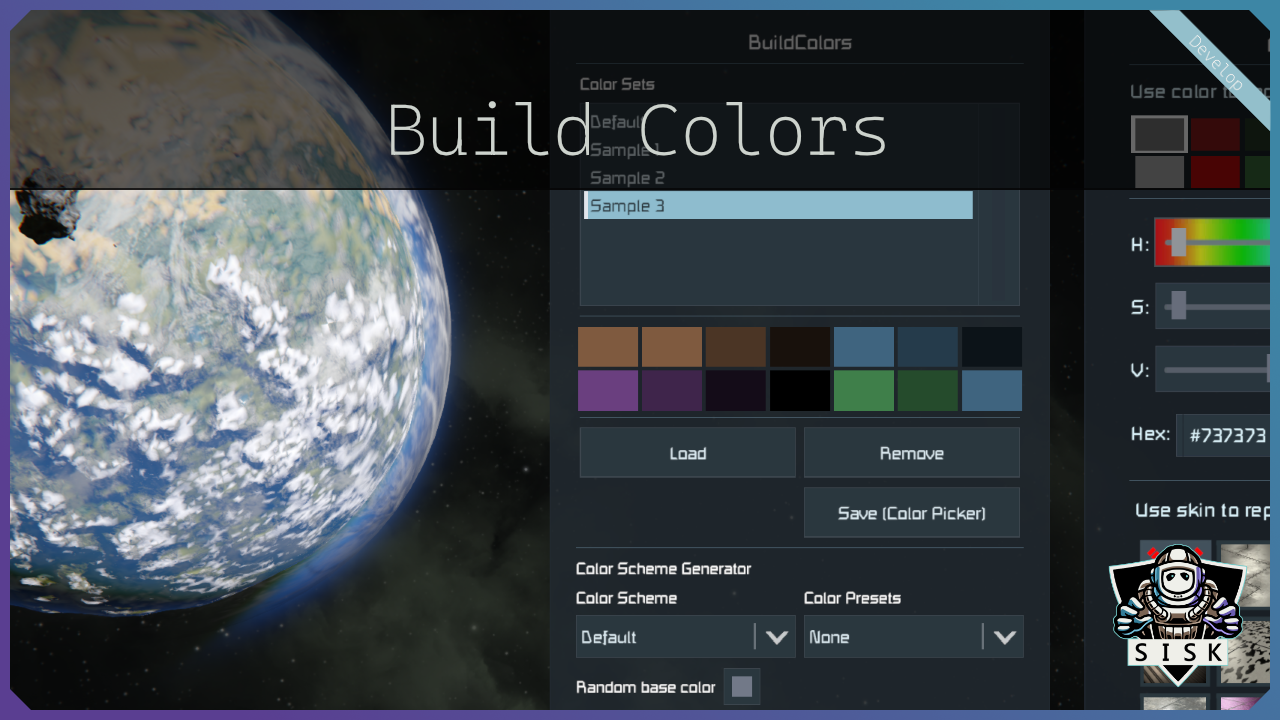 BuildColors
Develop
Color Sets
Use color to
Build Colors
Default
Sample 1
Sample 2
Sample 3
H:
S:
V:
Hex: #737373
Load
Remove
Use skin to rep
Save (Color Picker)
Color Scheme Generator
Color Scheme
Color Presets
Default
None
Random base color
SISK